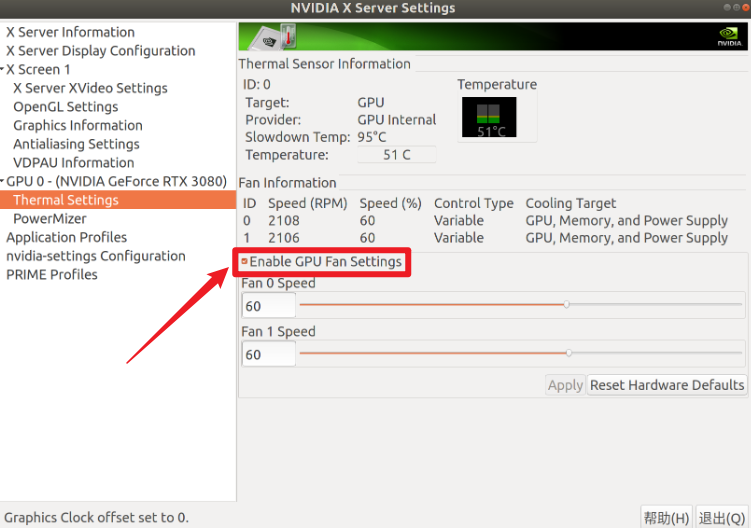 NVIDIA X Server Settings
X Server Information
X Server Display Configuration
X Screen 1
X Server XVideo Settings
OpenGL Settings
Graphics Information
Antialiasing Settings
VDPAU Information
GPU 0 - (NVIDIA GeForce RTX 3080)
Thermal Settings
PowerMizer
Application Profiles
nvidia-settings Configuration
PRIME Profiles
NVIDIA
Thermal Sensor Information
ID: 0 Temperature
Target: GPU
Provider: GPU Internal
Slowdown Temp: 95°C
51°C
Temperature: 51 C
Fan Information
ID Speed (RPM) Speed (%) Control Type Cooling Target
0 2108 60 Variable GPU, Memory, and Power Supply
1 2106 60 Variable GPU, Memory, and Power Supply
Enable GPU Fan Settings
Fan 0 Speed
60
Fan 1 Speed
60
Apply Reset Hardware Defaults
Graphics Clock offset set to 0.
帮助(H) 退出(Q)